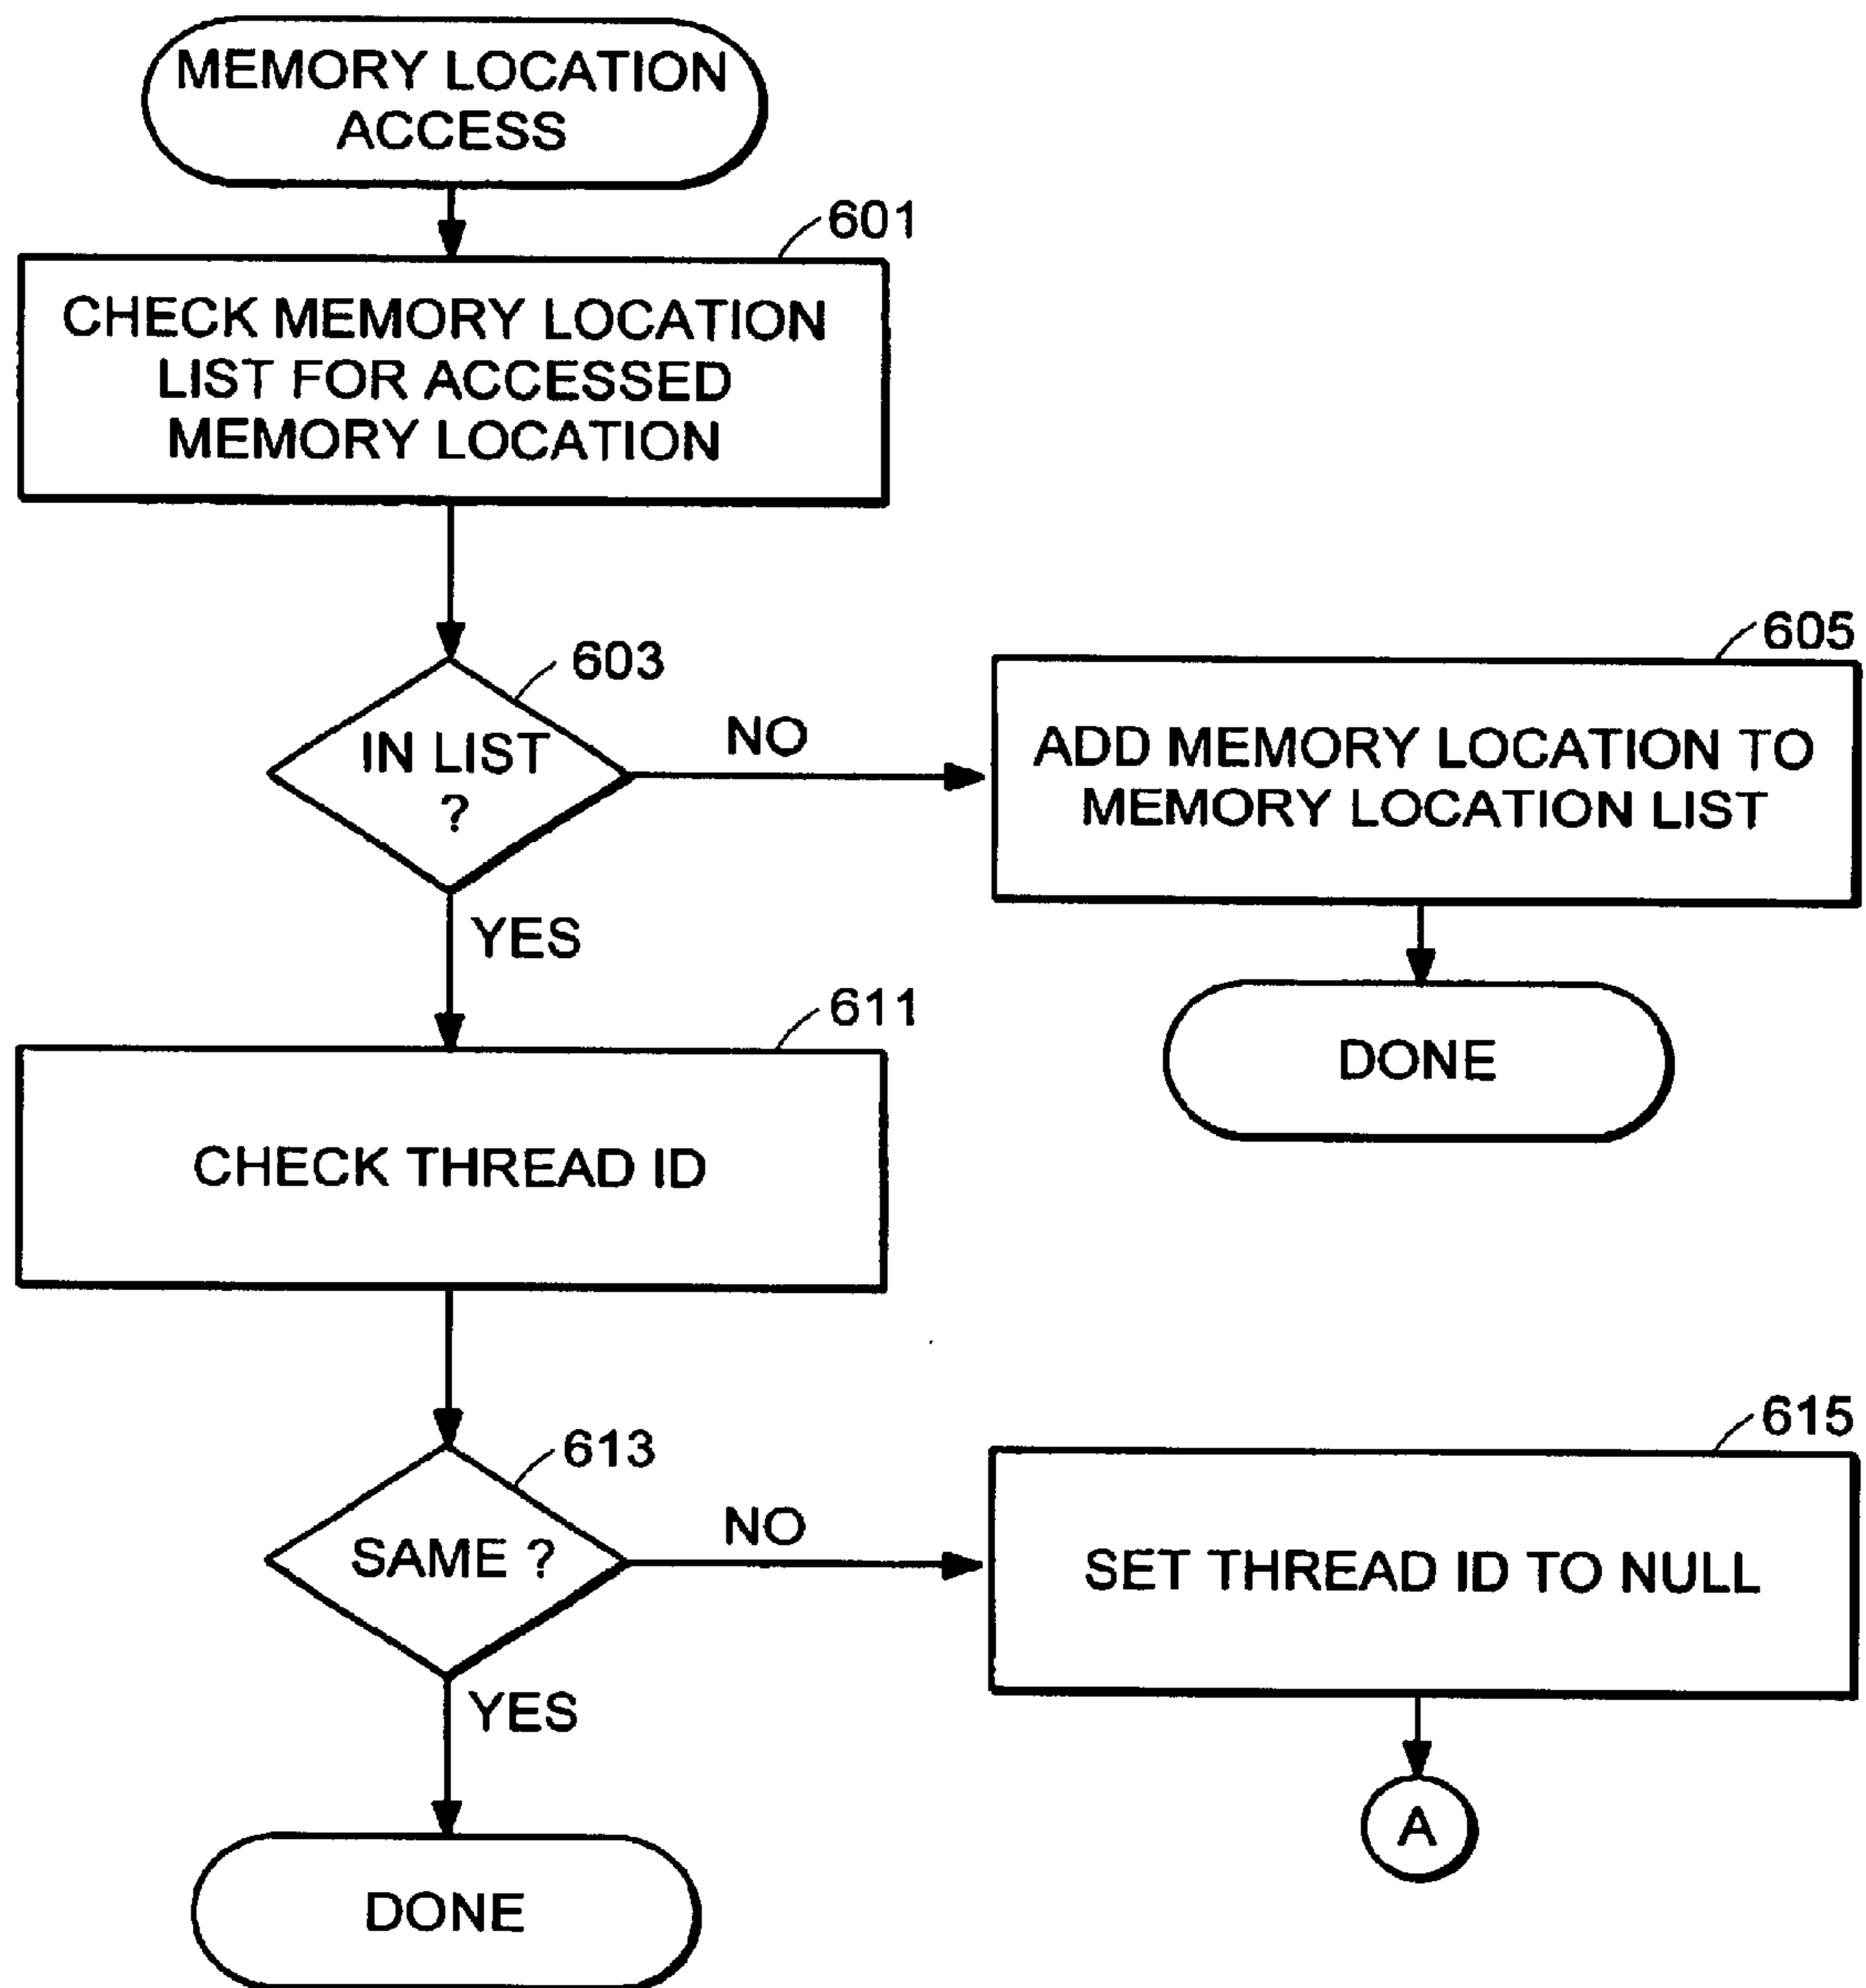 MEMORY LOCATION
ACCESS
601
CHECK MEMORY LOCATION
LIST FOR ACCESSED
MEMORY LOCATION
603
IN LIST
?
NO
605
ADD MEMORY LOCATION TO
MEMORY LOCATION LIST
DONE
YES
611
CHECK THREAD ID
613
SAME ?
NO
615
SET THREAD ID TO NULL
A
YES
DONE